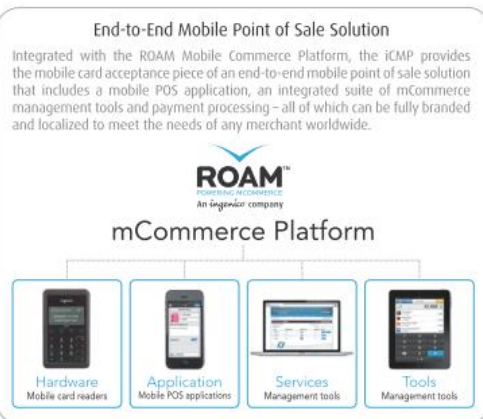 End-to-End Mobile Point of Sale Solution
Integrated with the ROAM Mobile Commerce Platform, the iCMP provides
the mobile card acceptance piece of an end-to-end mobile point of sale solution
that includes a mobile POS application, an integrated suite of mCommerce
management tools and payment processing – all of which can be fully branded
and localized to meet the needs of any merchant worldwide.
ROAM™
POWERING MCOMMERCE
An ingenico company
mCommerce Platform
Hardware
Mobile card readers
Application
Mobile POS applications
Services
Management tools
Tools
Management tools